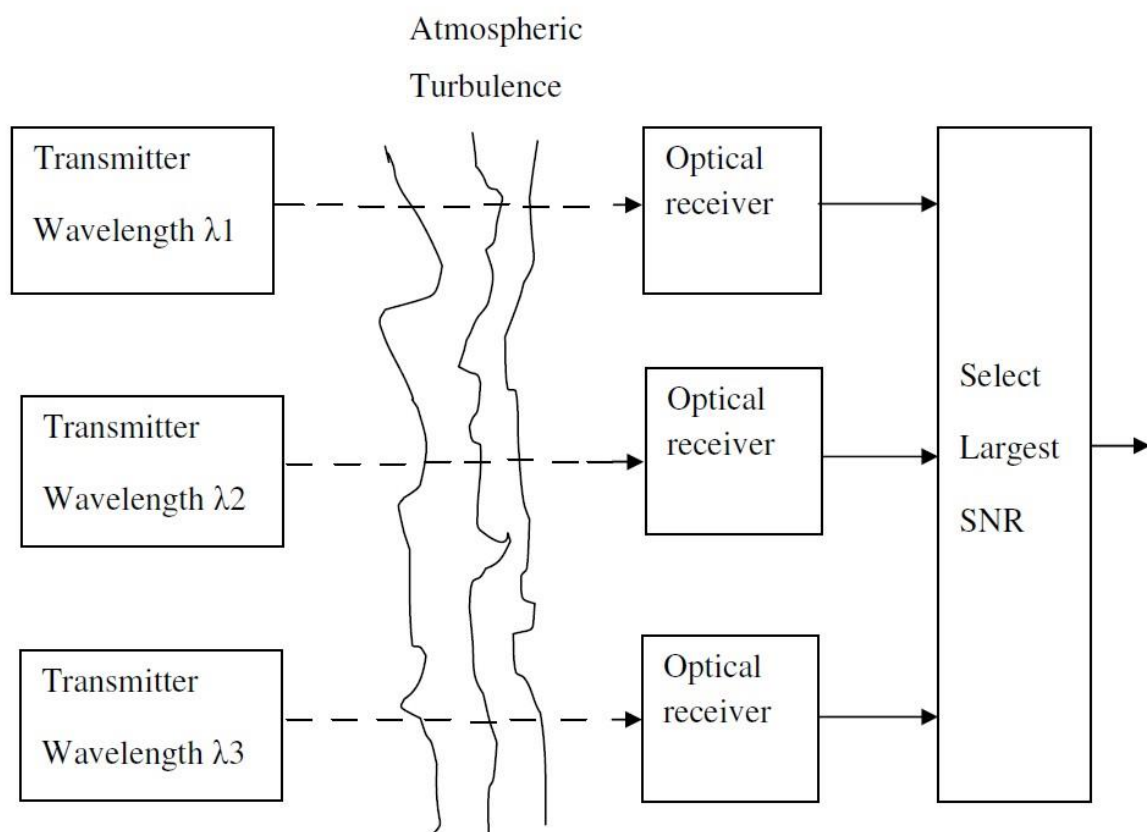 Atmospheric
Turbulence
Transmitter
Wavelength λ1
Optical
receiver
Transmitter
Wavelength λ2
Optical
receiver
Select
Largest
SNR
Transmitter
Wavelength λ3
Optical
receiver